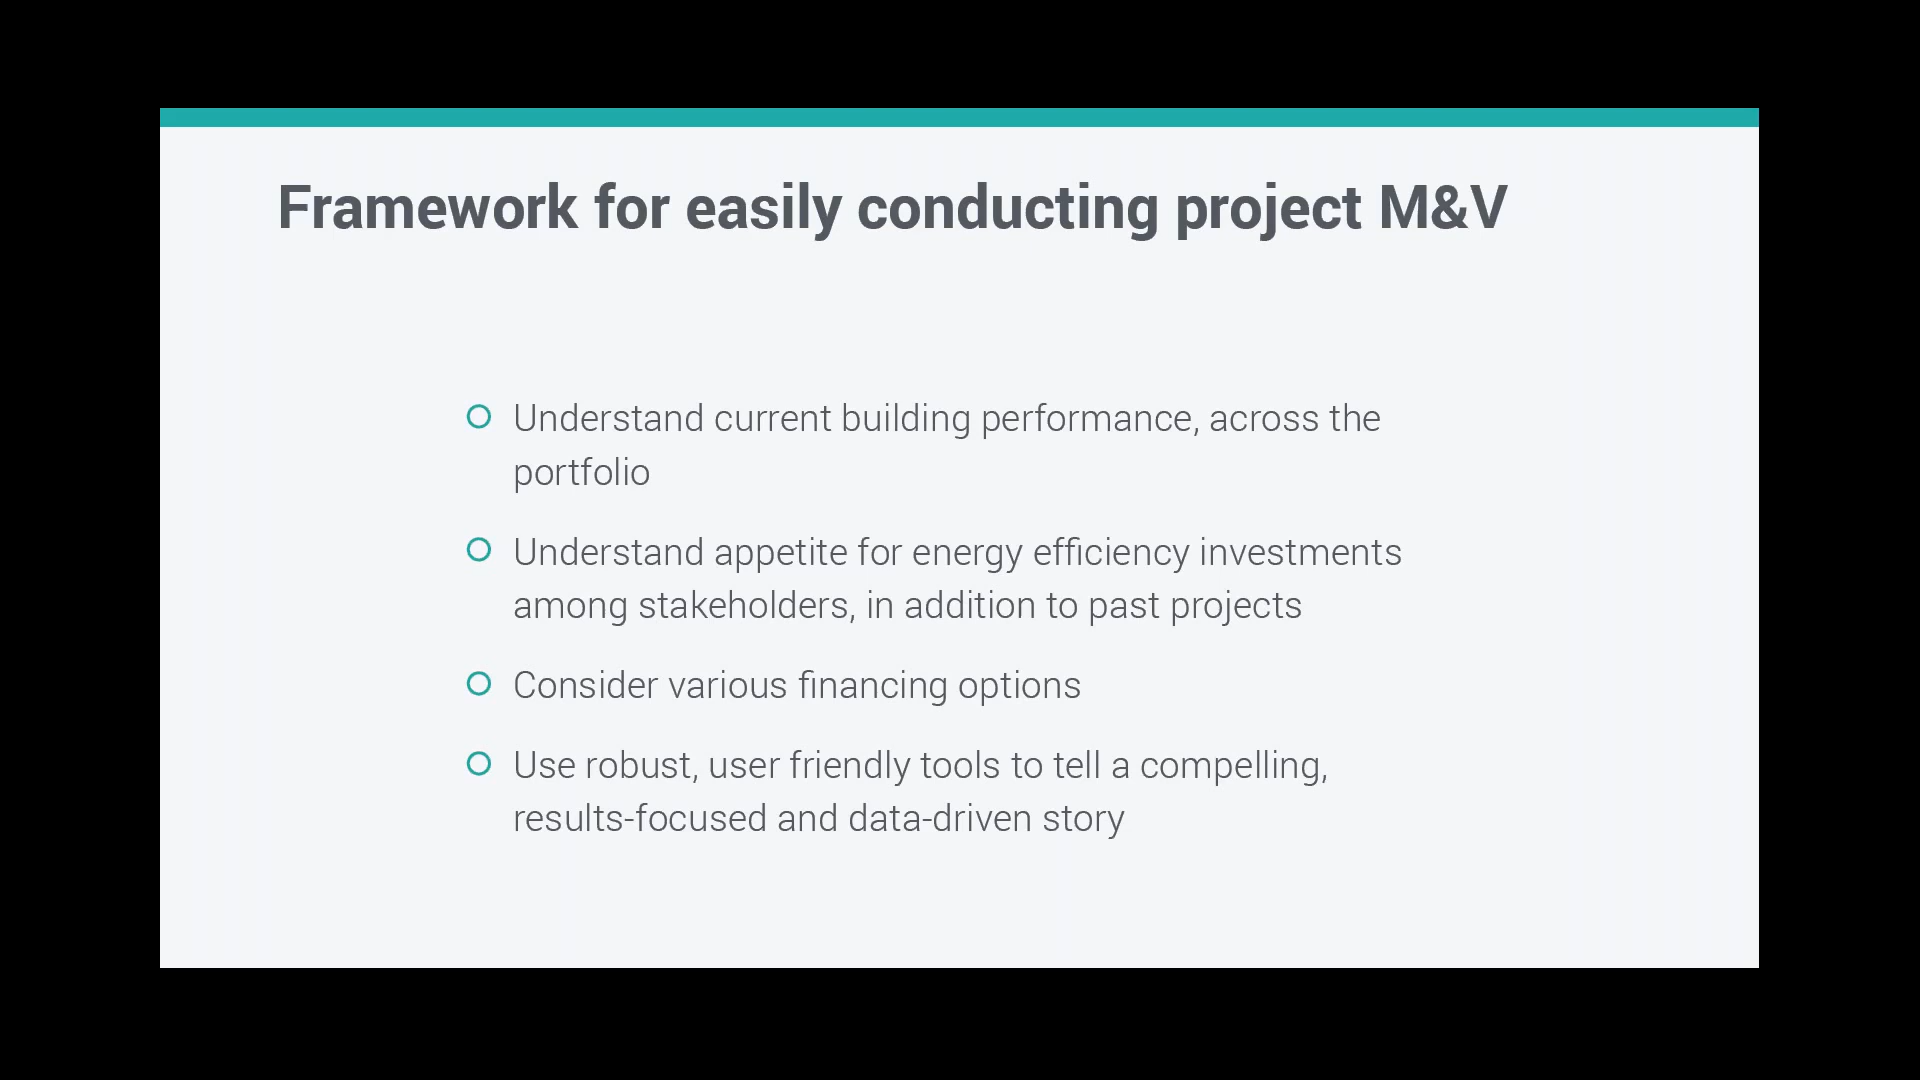 Framework for easily conducting project M&V
Understand current building performance, across the
portfolio
Understand appetite for energy efficiency investments
among stakeholders, in addition to past projects
Consider various financing options
Use robust, user friendly tools to tell a compelling,
results-focused and data-driven story